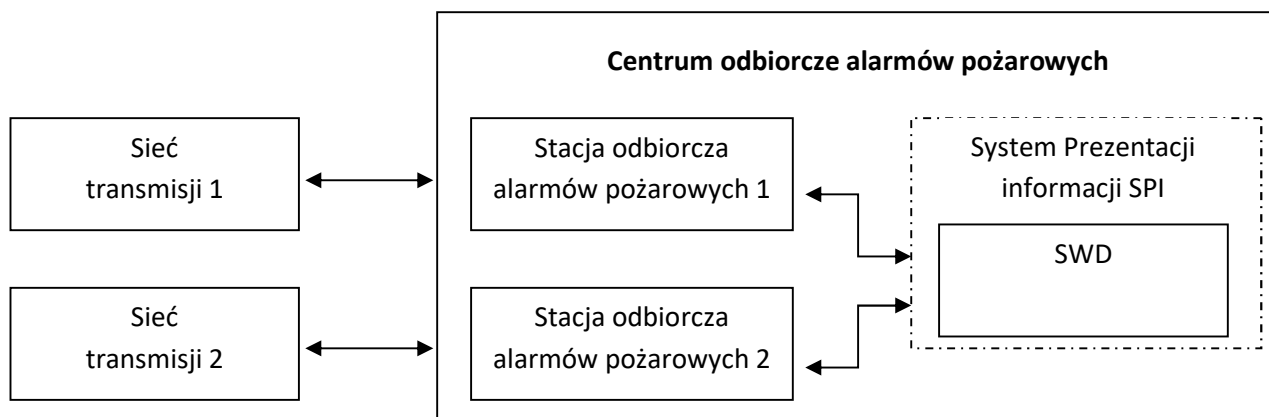 Centrum odbiorcze alarmów pożarowych
Sieć
transmisji 1
Stacja odbiorcza
alarmów pożarowych 1
System Prezentacji
informacji SPI
SWD
Sieć
transmisji 2
Stacja odbiorcza
alarmów pożarowych 2